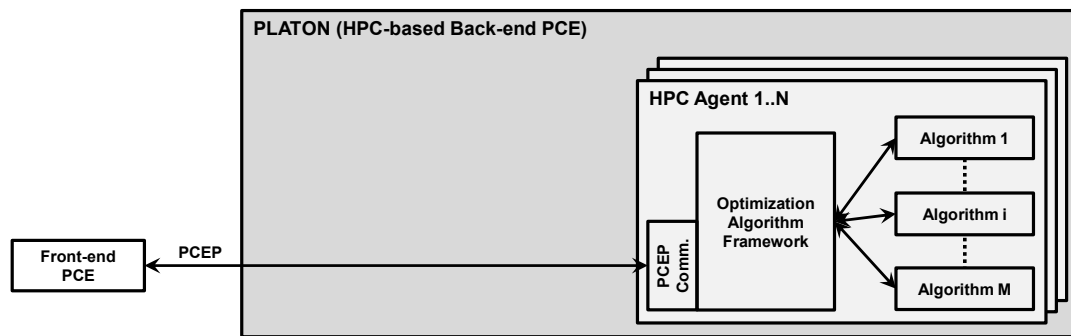 PLATON (HPC-based Back-end PCE)
HPC Agent 1..N
Algorithm 1
Optimization
Algorithm
Framework
Algorithm i
PCEP
Comm.
Front-end
PCE
PCEP
Algorithm M